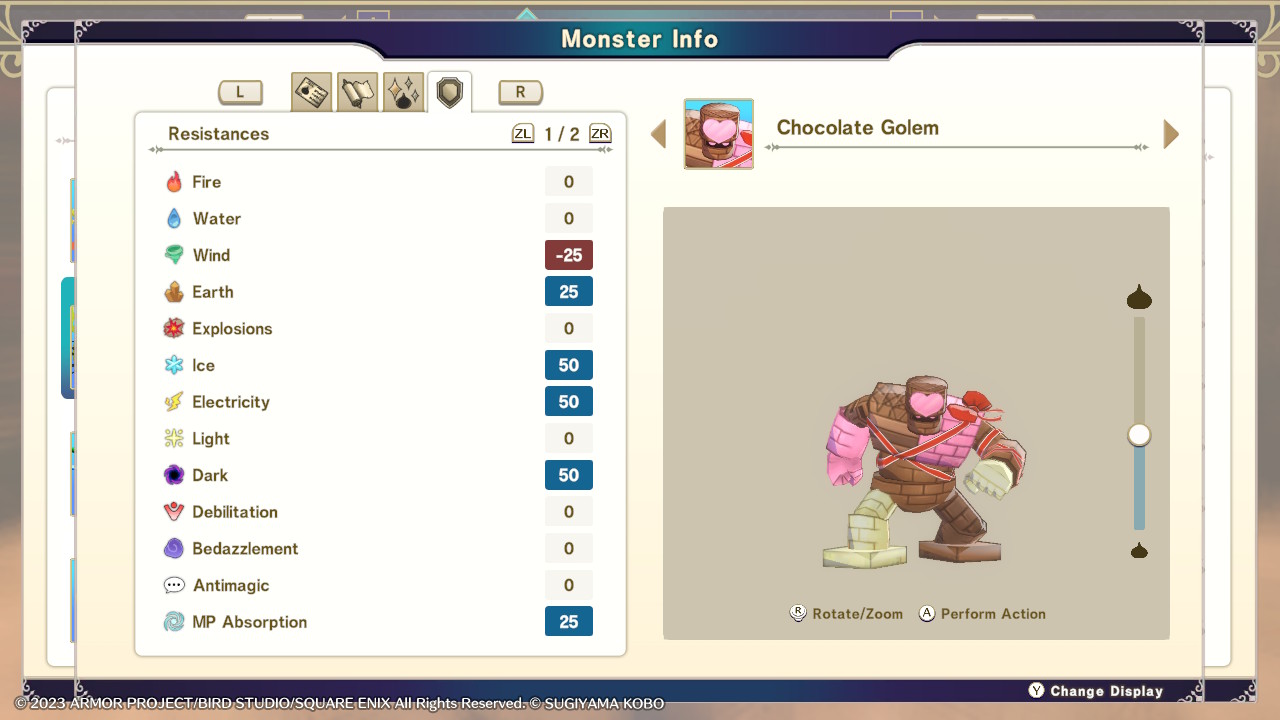 Monster Info
L
R
Resistances
ZL 1 / 2 ZR
Fire 0
Water 0
Wind -25
Earth 25
Explosions 0
Ice 50
Electricity 50
Light 0
Dark 50
Debilitation 0
Bedazzlement 0
Antimagic 0
MP Absorption 25
Chocolate Golem
R Rotate/Zoom A Perform Action
Y Change Display
© 2023 ARMOR PROJECT/BIRD STUDIO/SQUARE ENIX All Rights Reserved. © SUGIYAMA KOBO